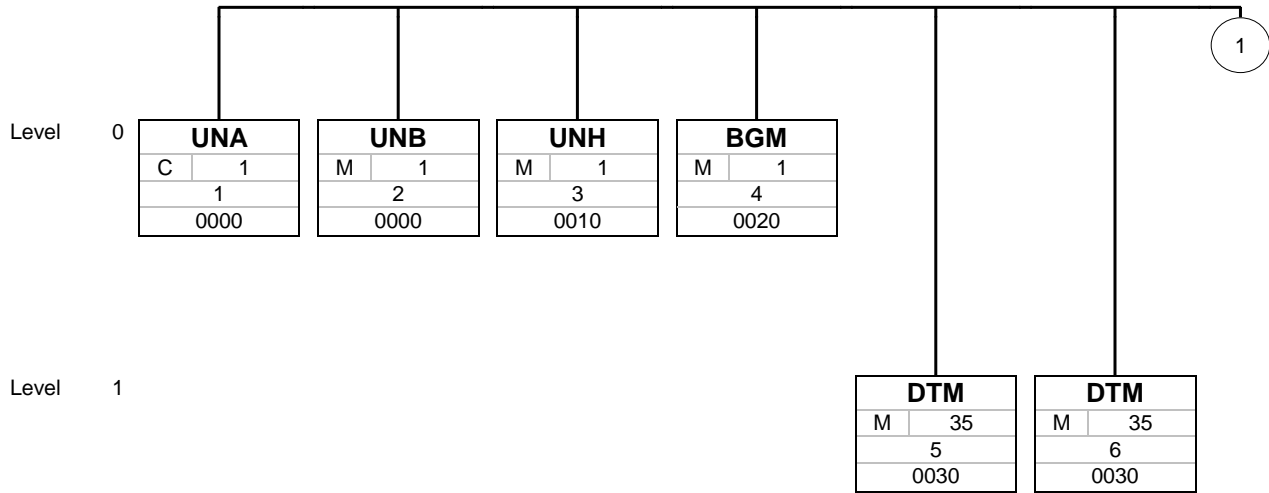 1
Level 0
UNA UNB UNH BGM
C 1 M 1 M 1 M 1
1 2 3 4
0000 0000 0010 0020
Level 1
DTM DTM
M 35 M 35
5 6
0030 0030